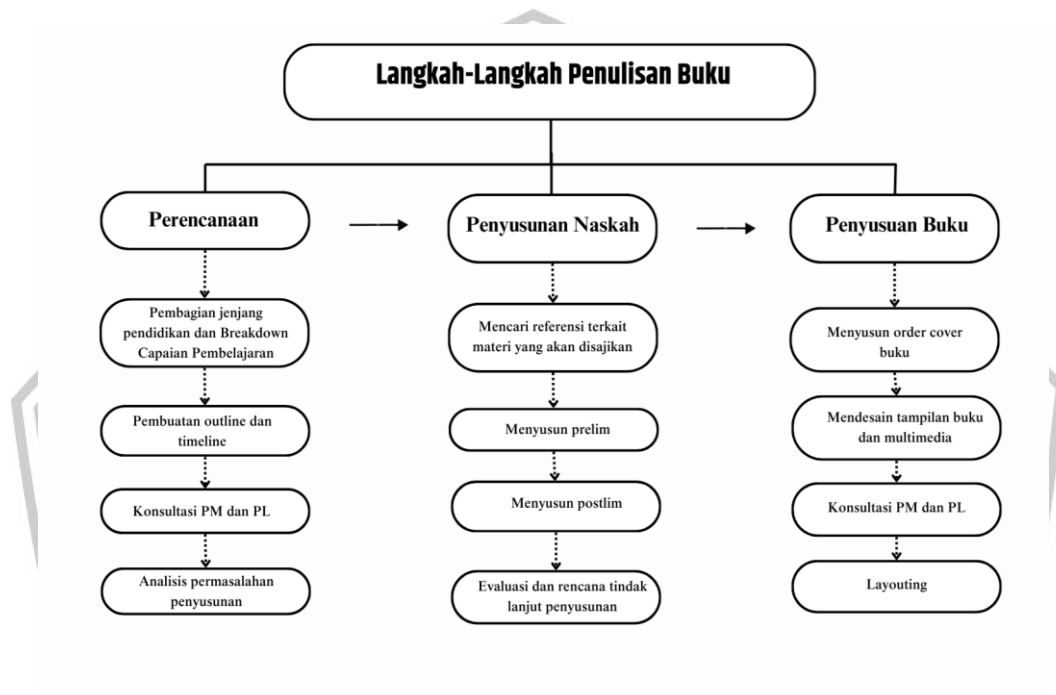 Langkah-Langkah Penulisan Buku
Perencanaan
Pembagian jenjang
pendidikan dan Breakdown
Capaian Pembelajaran
Pembuatan outline dan
timeline
Konsultasi PM dan PL
Analisis permasalahan
penyusunan
Penyusunan Naskah
Mencari referensi terkait
materi yang akan disajikan
Menyusun prelim
Menyusun postlim
Evaluasi dan rencana tindak
lanjut penyusunan
Penyusuan Buku
Menyusun order cover
buku
Mendesain tampilan buku
dan multimedia
Konsultasi PM dan PL
Layouting